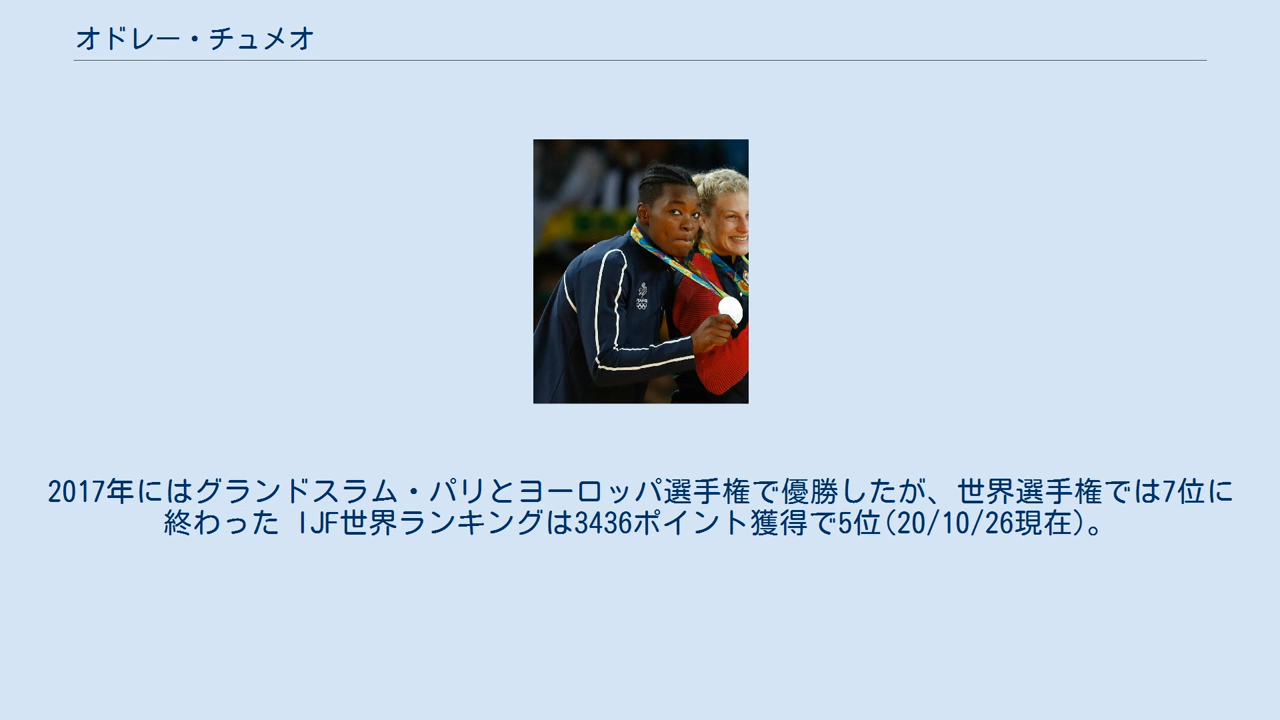 オドレー・チュメオ
2017年にはグランドスラム・パリとヨーロッパ選手権で優勝したが、世界選手権では7位に
終わった IJF世界ランキングは3436ポイント獲得で5位(20/10/26現在)。